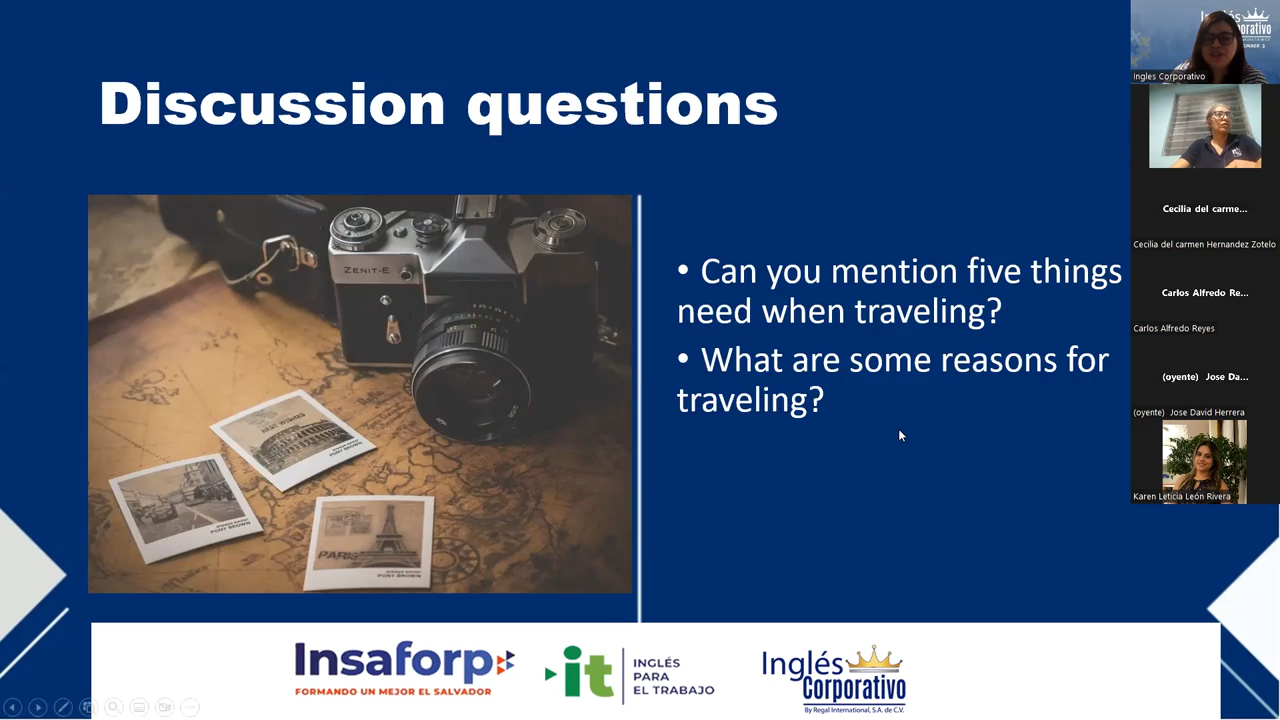 Discussion questions
• Can you mention five things
need when traveling?
• What are some reasons for
traveling?
ZENIT-E
PARIS
Insaforp
FORMANDO UN MEJOR EL SALVADOR
it
INGLÉS
PARA
EL TRABAJO
Inglés
Corporativo
By Regal International, S.A. de C.V.
Inglés
Ingles Corporativo
Cecilia del carme...
Cecilia del carmen Hernandez Zotelo
Carlos Alfredo Re...
Carlos Alfredo Reyes
(oyente) Jose Da...
(oyente) Jose David Herrera
Karen Leticia León Rivera